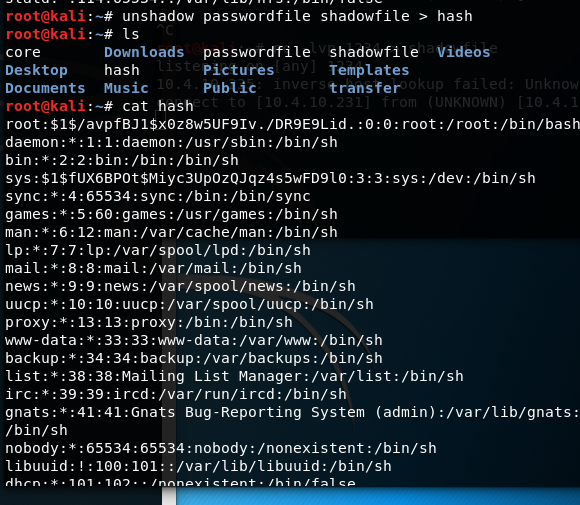 root@kali:~# unshadow passwordfile shadowfile > hash
root@kali:~# ls
core Downloads passwordfile shadowfile Videos
Desktop hash Pictures Templates
Documents Music Public transfer
root@kali:~# cat hash
root:$1$/avpfBJ1$x0z8w5UF9Iv./DR9E9Lid.:0:0:root:/root:/bin/bash
daemon:*:1:1:daemon:/usr/sbin:/bin/sh
bin:*:2:2:bin:/bin:/bin/sh
sys:$1$fUX6BPOt$Miyc3UpOzQJqz4s5wFD9l0:3:3:sys:/dev:/bin/sh
sync:*:4:65534:sync:/bin:/bin/sync
games:*:5:60:games:/usr/games:/bin/sh
man:*:6:12:man:/var/cache/man:/bin/sh
lp:*:7:7:lp:/var/spool/lpd:/bin/sh
mail:*:8:8:mail:/var/mail:/bin/sh
news:*:9:9:news:/var/spool/news:/bin/sh
uucp:*:10:10:uucp:/var/spool/uucp:/bin/sh
proxy:*:13:13:proxy:/bin:/bin/sh
www-data:*:33:33:www-data:/var/www:/bin/sh
backup:*:34:34:backup:/var/backups:/bin/sh
list:*:38:38:Mailing List Manager:/var/list:/bin/sh
irc:*:39:39:ircd:/var/run/ircd:/bin/sh
gnats:*:41:41:Gnats Bug-Reporting System (admin):/var/lib/gnats:
/bin/sh
nobody:*:65534:65534:nobody:/nonexistent:/bin/sh
libuuid:!:100:101::/var/lib/libuuid:/bin/sh
dhcp:*:101:102::/nonexistent:/bin/false